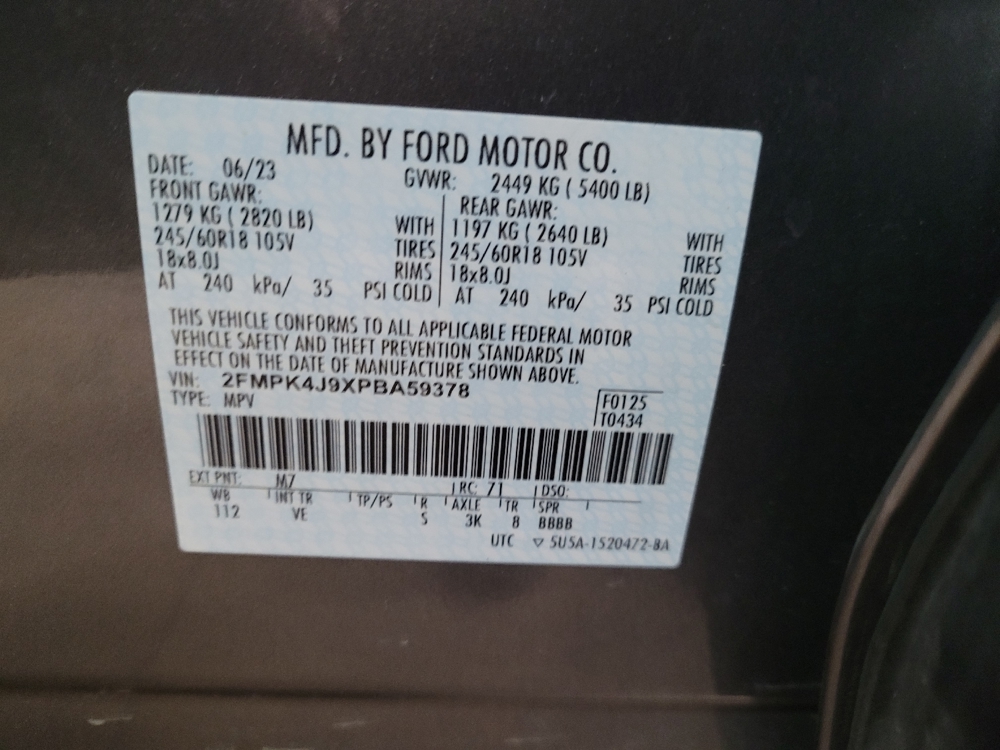 MFD. BY FORD MOTOR CO.
DATE: 06/23 GVWR: 2449 KG ( 5400 LB)
FRONT GAWR: REAR GAWR:
1279 KG ( 2820 LB) WITH 1197 KG ( 2640 LB) WITH
245/60R18 105V TIRES 245/60R18 105V TIRES
18x8.0J RIMS 18x8.0J RIMS
AT 240 kPa/ 35 PSI COLD AT 240 kPa/ 35 PSI COLD
THIS VEHICLE CONFORMS TO ALL APPLICABLE FEDERAL MOTOR
VEHICLE SAFETY AND THEFT PREVENTION STANDARDS IN
EFFECT ON THE DATE OF MANUFACTURE SHOWN ABOVE.
VIN: 2FMPK4J9XPBA59378
TYPE: MPV F0125
T0434
EXT PNT: M7 RC: 71 DSO:
WB INT TR TP/PS R AXLE TR SPR
112 VE S 3K 8 BBBB
UTC ▽ 5U5A-1520472-BA